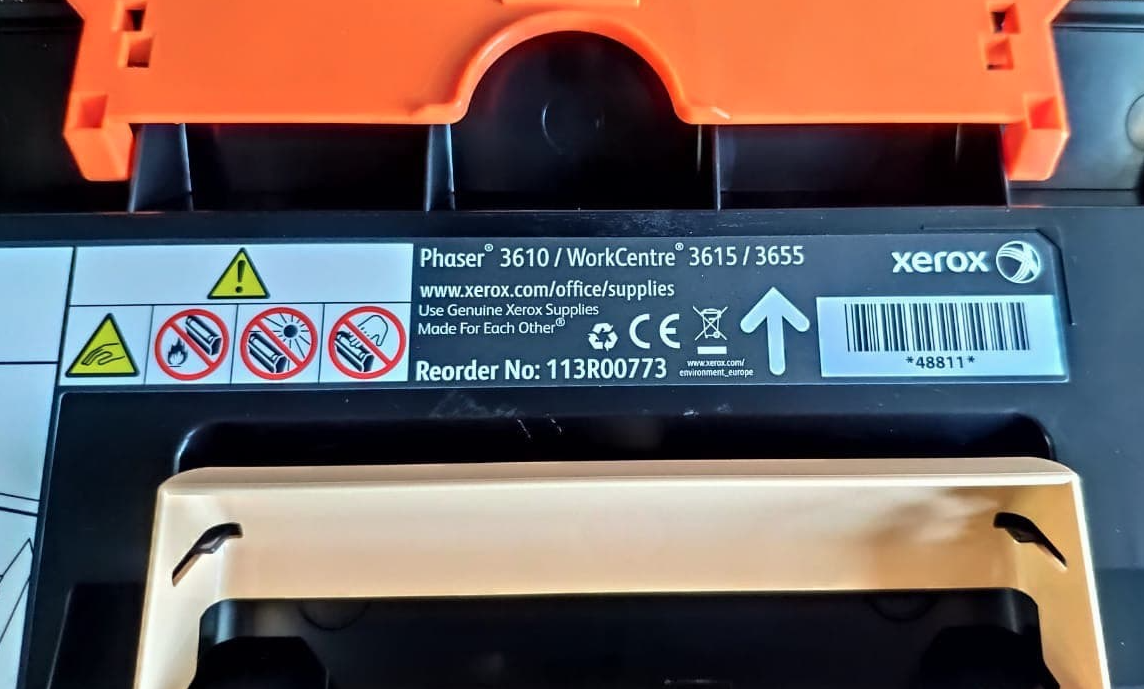 Phaser® 3610 / WorkCentre® 3615 / 3655
xerox
www.xerox.com/office/supplies
Use Genuine Xerox Supplies
Made For Each Other®
CE
Reorder No: 113R00773
www.xerox.com/
environment_europe
*48811*